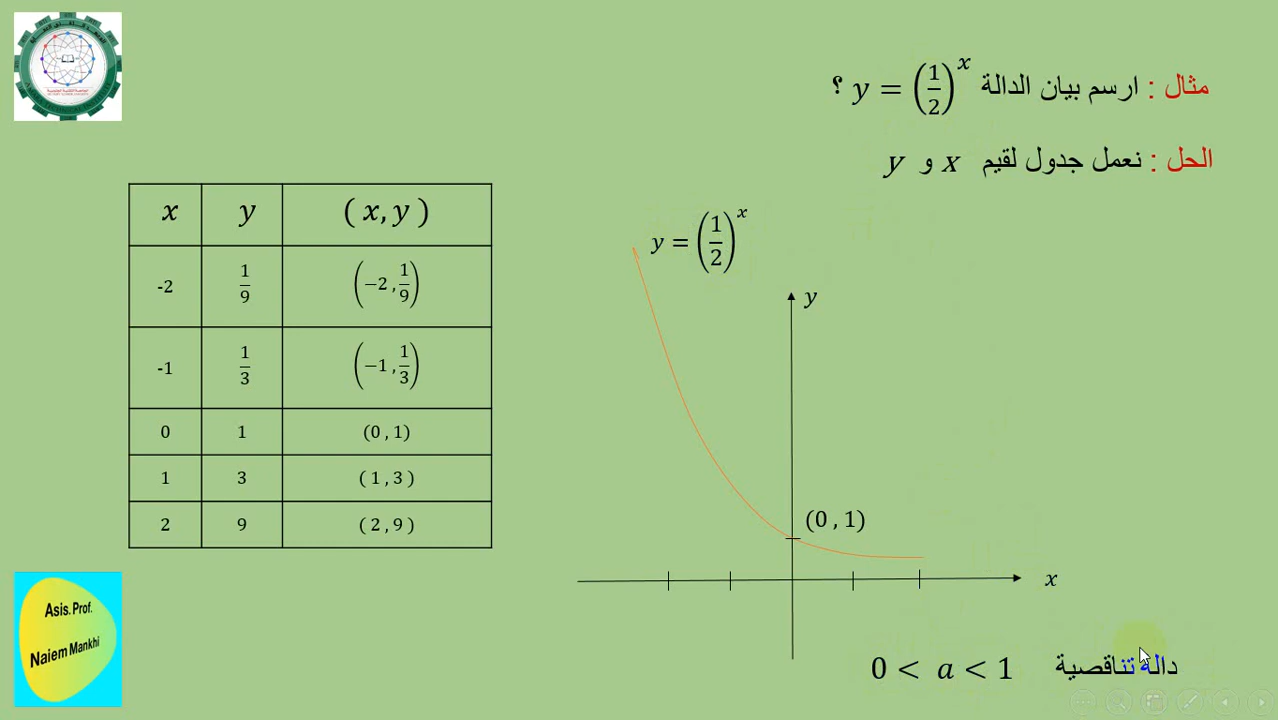 مثال : ارسم بيان الدالة y = (1/2)^x ؟
الحل : نعمل جدول لقيم x و y
x y ( x, y )
-2 1/9 (−2 , 1/9)
-1 1/3 (−1 , 1/3)
0 1 (0 , 1)
1 3 ( 1 , 3 )
2 9 ( 2 , 9 )
y = (1/2)^x
y
(0 , 1)
x
دالة تناقصية 0 < a < 1
Asis. Prof.
Naiem Mankhi